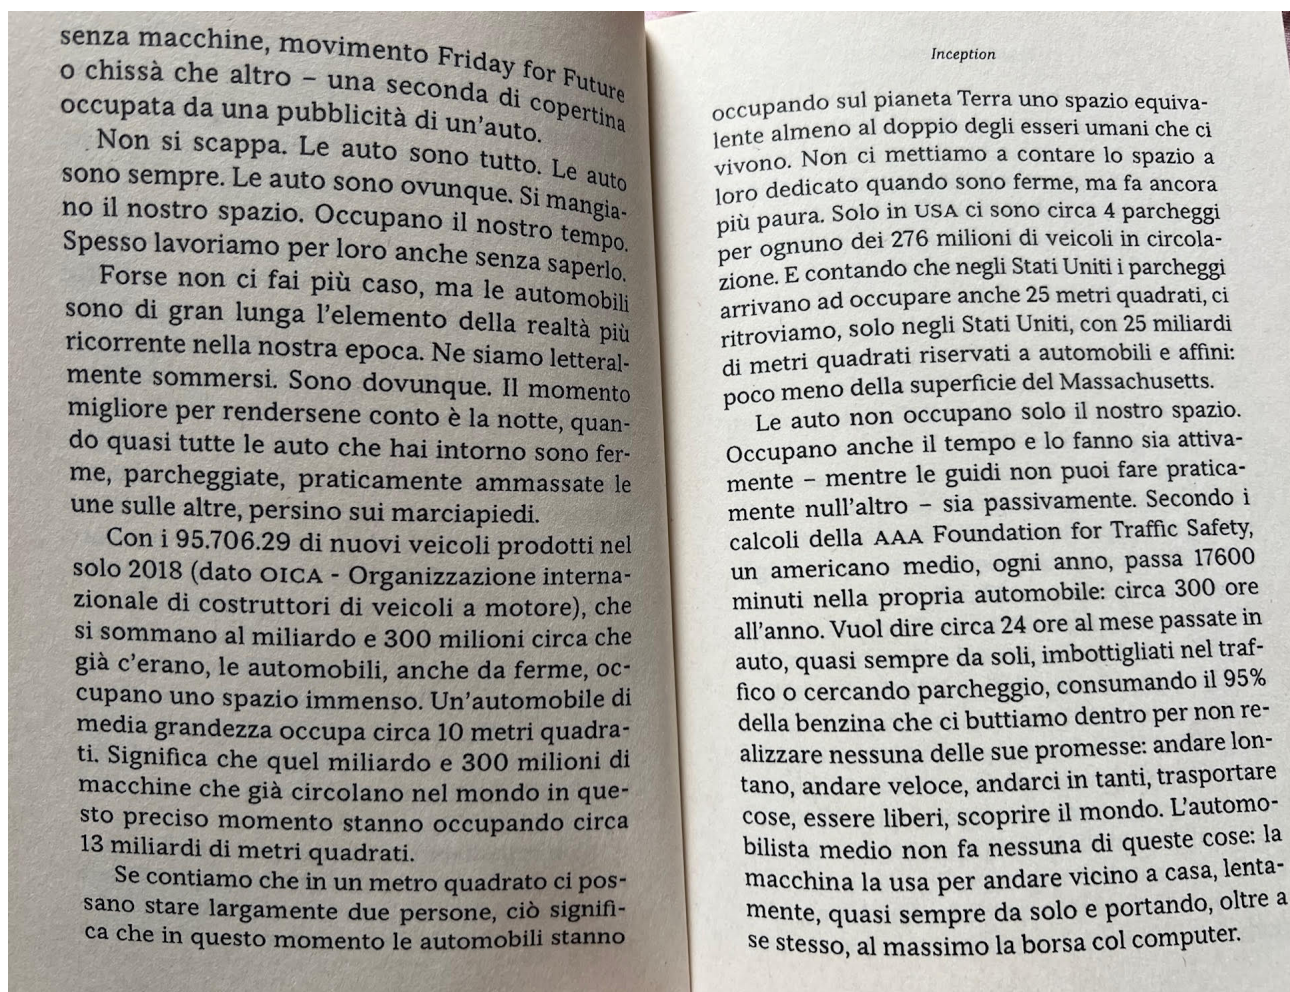 senza macchine, movimento Friday for Future
o chissà che altro – una seconda di copertina
occupata da una pubblicità di un'auto.
Non si scappa. Le auto sono tutto. Le auto
sono sempre. Le auto sono ovunque. Si mangia-
no il nostro spazio. Occupano il nostro tempo.
Spesso lavoriamo per loro anche senza saperlo.
Forse non ci fai più caso, ma le automobili
sono di gran lunga l'elemento della realtà più
ricorrente nella nostra epoca. Ne siamo letteral-
mente sommersi. Sono dovunque. Il momento
migliore per rendersene conto è la notte, quan-
do quasi tutte le auto che hai intorno sono fer-
me, parcheggiate, praticamente ammassate le
une sulle altre, persino sui marciapiedi.
Con i 95.706.29 di nuovi veicoli prodotti nel
solo 2018 (dato OICA - Organizzazione interna-
zionale di costruttori di veicoli a motore), che
si sommano al miliardo e 300 milioni circa che
già c'erano, le automobili, anche da ferme, oc-
cupano uno spazio immenso. Un'automobile di
media grandezza occupa circa 10 metri quadra-
ti. Significa che quel miliardo e 300 milioni di
macchine che già circolano nel mondo in que-
sto preciso momento stanno occupando circa
13 miliardi di metri quadrati.
Se contiamo che in un metro quadrato ci pos-
sano stare largamente due persone, ciò signifi-
ca che in questo momento le automobili stanno
Inception
occupando sul pianeta Terra uno spazio equiva-
lente almeno al doppio degli esseri umani che ci
vivono. Non ci mettiamo a contare lo spazio a
loro dedicato quando sono ferme, ma fa ancora
più paura. Solo in USA ci sono circa 4 parcheggi
per ognuno dei 276 milioni di veicoli in circola-
zione. E contando che negli Stati Uniti i parcheggi
arrivano ad occupare anche 25 metri quadrati, ci
ritroviamo, solo negli Stati Uniti, con 25 miliardi
di metri quadrati riservati a automobili e affini:
poco meno della superficie del Massachusetts.
Le auto non occupano solo il nostro spazio.
Occupano anche il tempo e lo fanno sia attiva-
mente – mentre le guidi non puoi fare pratica-
mente null'altro – sia passivamente. Secondo i
calcoli della AAA Foundation for Traffic Safety,
un americano medio, ogni anno, passa 17600
minuti nella propria automobile: circa 300 ore
all'anno. Vuol dire circa 24 ore al mese passate in
auto, quasi sempre da soli, imbottigliati nel traf-
fico o cercando parcheggio, consumando il 95%
della benzina che ci buttiamo dentro per non re-
alizzare nessuna delle sue promesse: andare lon-
tano, andare veloce, andarci in tanti, trasportare
cose, essere liberi, scoprire il mondo. L'automo-
bilista medio non fa nessuna di queste cose: la
macchina la usa per andare vicino a casa, lenta-
mente, quasi sempre da solo e portando, oltre a
se stesso, al massimo la borsa col computer.